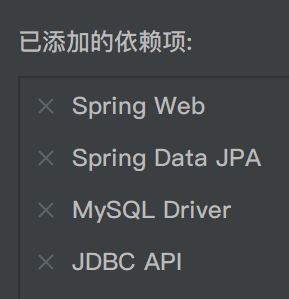 已添加的依赖项:
Spring Web
Spring Data JPA
MySQL Driver
JDBC API